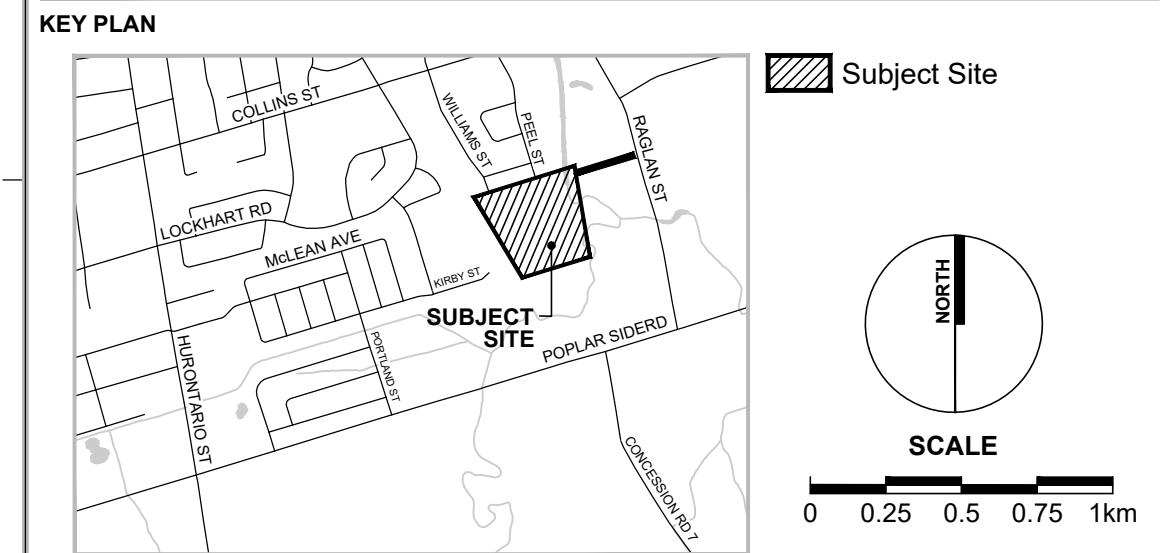 KEY PLAN
Subject Site
COLLINS ST
WILLIAMS ST
PEEL ST
RAGLAN ST
LOCKHART RD
McLEAN AVE
KIRBY ST
SUBJECT
SITE
POPLAR SIDERD
HURONTARIO ST
PORTLAND ST
CONCESSION RD 7
NORTH
SCALE
0 0.25 0.5 0.75 1km